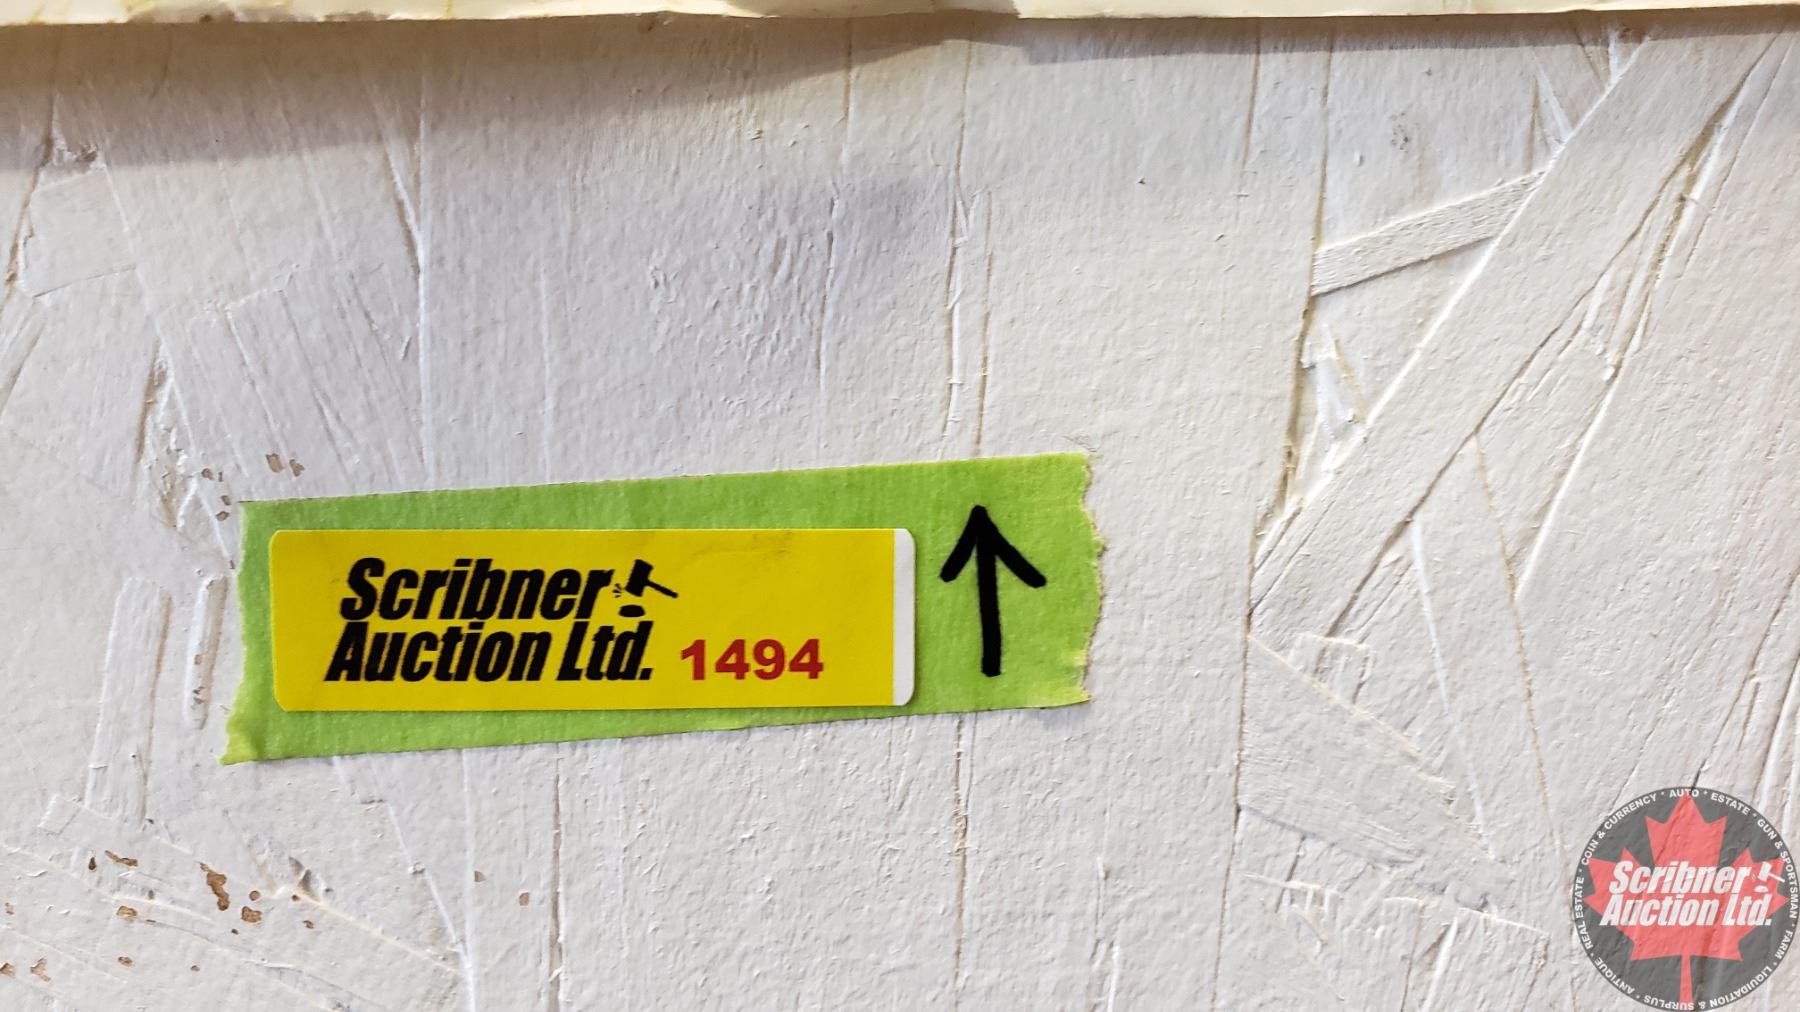 Scribner
Auction Ltd. 1494
Scribner
Auction Ltd.
REAL ESTATE * COIN & CURRENCY * AUTO * ESTATE * GUN & SPORTSMAN * FARM * LIQUIDATION & SURPLUS * ANTIQUE *